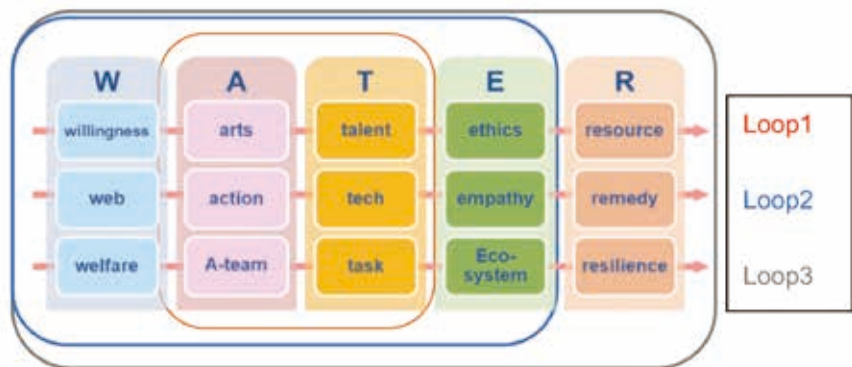 W A T E R
willingness arts talent ethics resource
web action tech empathy remedy
welfare A-team task Eco-
system resilience
Loop1
Loop2
Loop3